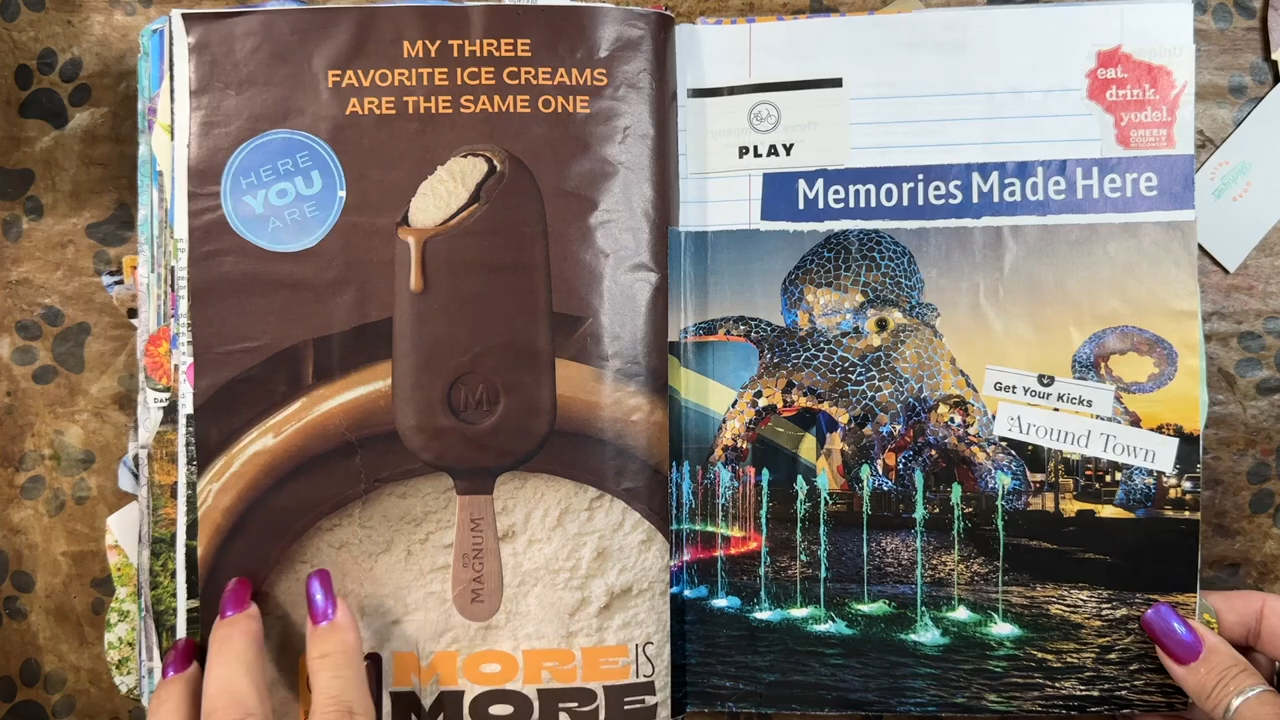 MY THREE
FAVORITE ICE CREAMS
ARE THE SAME ONE
HERE
YOU
ARE
M
MAGNUM
MORE IS
MORE
PLAY
eat.
drink.
yodel.
GREEN
COUNTY
WISCONSIN
Memories Made Here
Get Your Kicks
Around Town